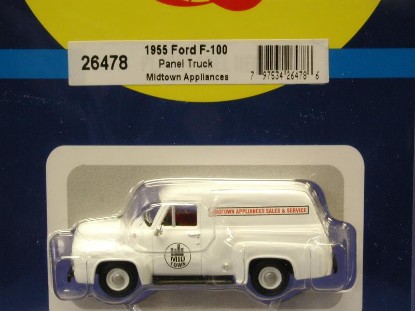 26478
1955 Ford F-100
Panel Truck
Midtown Appliances
7 97534 26478 6
MIDTOWN APPLIANCES SALES & SERVICE
MID
TOWN